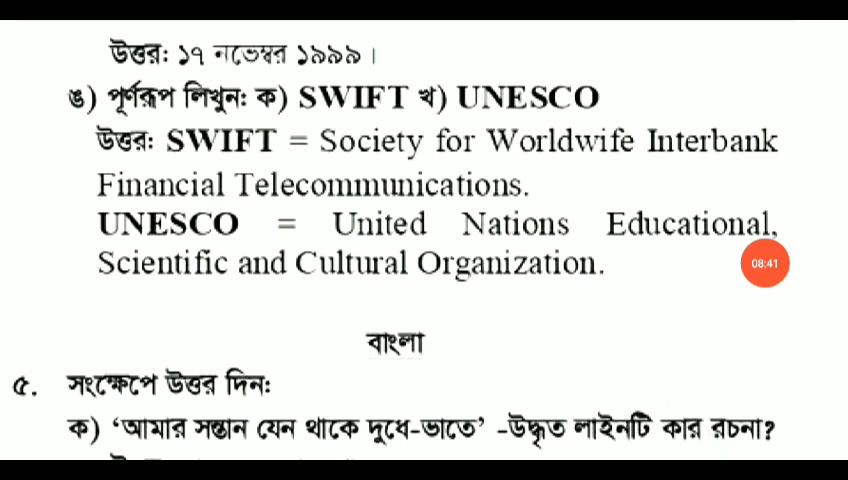 উত্তর: ১৭ নভেম্বর ১৯৯৯।
ঙ) পূর্ণরূপ লিখুন: ক) SWIFT খ) UNESCO
উত্তর: SWIFT = Society for Worldwife Interbank
Financial Telecommunications.
UNESCO = United Nations Educational,
Scientific and Cultural Organization.
08:41
বাংলা
৫. সংক্ষেপে উত্তর দিন:
ক) ‘আমার সন্তান যেন থাকে দুধে-ভাতে’ -উদ্ধৃত লাইনটি কার রচনা?